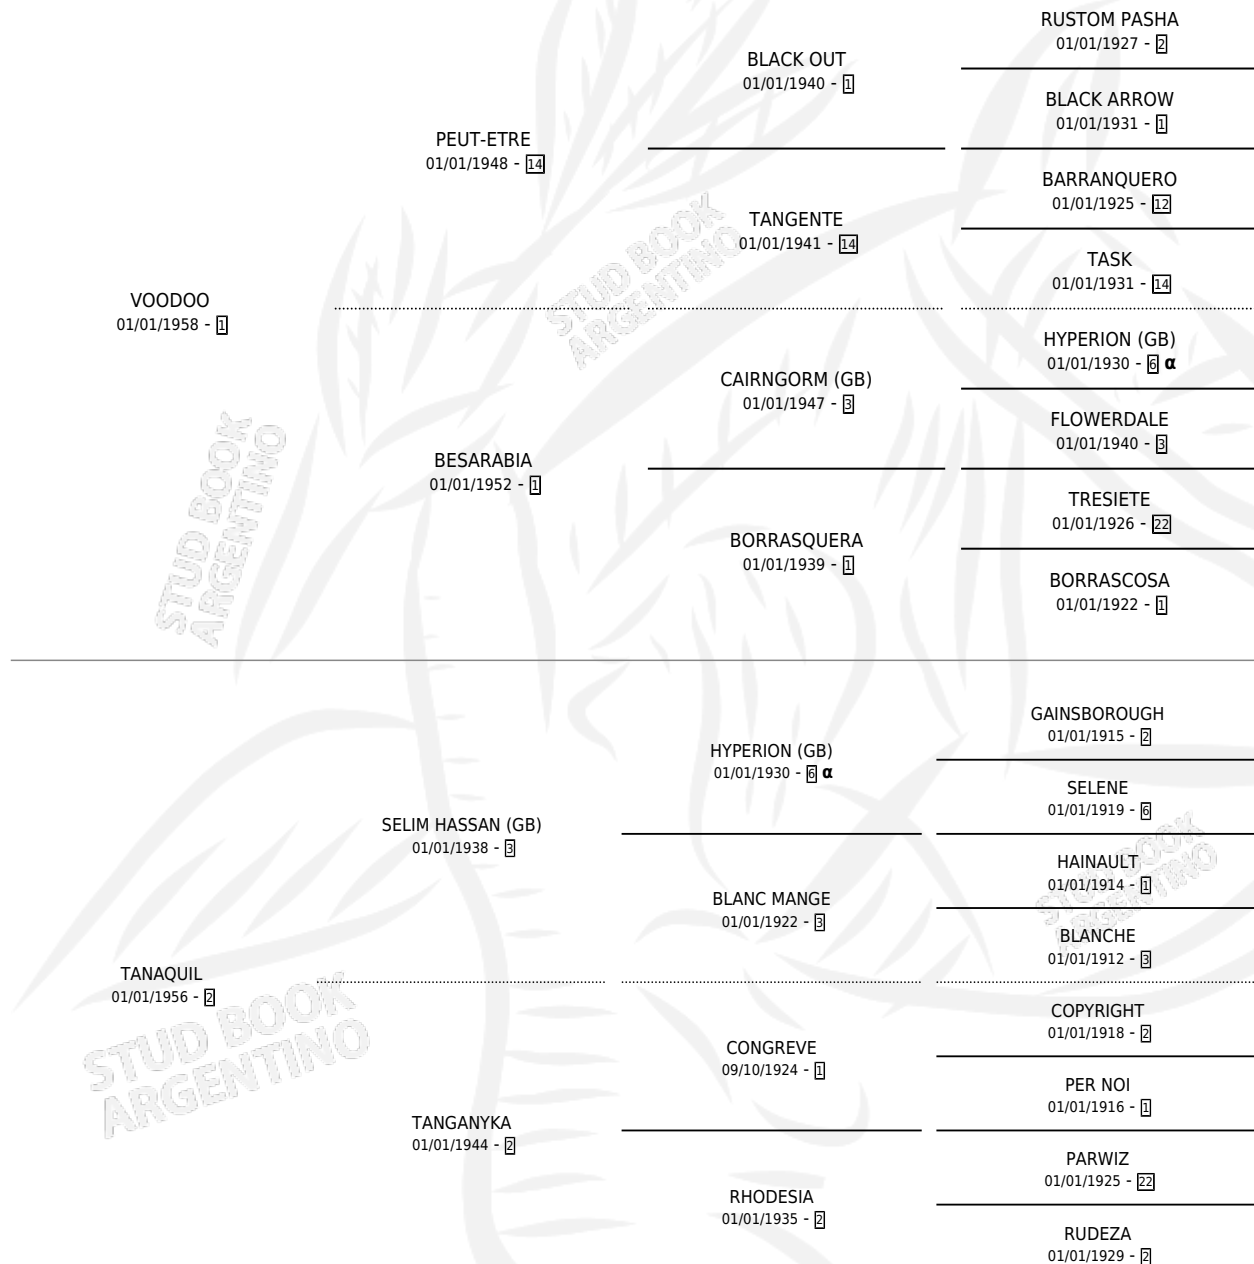 RUSTOM PASHA
01/01/1927 - 2
BLACK OUT
01/01/1940 - 1
BLACK ARROW
01/01/1931 - 1
PEUT-ETRE
01/01/1948 - 14
BARRANQUERO
01/01/1925 - 12
TANGENTE
01/01/1941 - 14
TASK
01/01/1931 - 14
STUD BOOK
ARGENTINO
VOODOO
01/01/1958 - 1
HYPERION (GB)
01/01/1930 - 6 α
CAIRNGORM (GB)
01/01/1947 - 3
FLOWERDALE
01/01/1940 - 3
BESARABIA
01/01/1952 - 1
TRESIETE
01/01/1926 - 22
BORRASQUERA
01/01/1939 - 1
BORRASCOSA
01/01/1922 - 1
STUD BOOK
ARGENTINO
GAINSBOROUGH
01/01/1915 - 2
HYPERION (GB)
01/01/1930 - 6 α
SELENE
01/01/1919 - 6
SELIM HASSAN (GB)
01/01/1938 - 3
HAINAULT
01/01/1914 - 1
BLANC MANGE
01/01/1922 - 3
BLANCHE
01/01/1912 - 3
STUD BOOK
ARGENTINO
TANAQUIL
01/01/1956 - 2
COPYRIGHT
01/01/1918 - 2
CONGREVE
09/10/1924 - 1
PER NOI
01/01/1916 - 1
TANGANYKA
01/01/1944 - 2
PARWIZ
01/01/1925 - 22
RHODESIA
01/01/1935 - 2
RUDEZA
01/01/1929 - 2
STUD BOOK
ARGENTINO